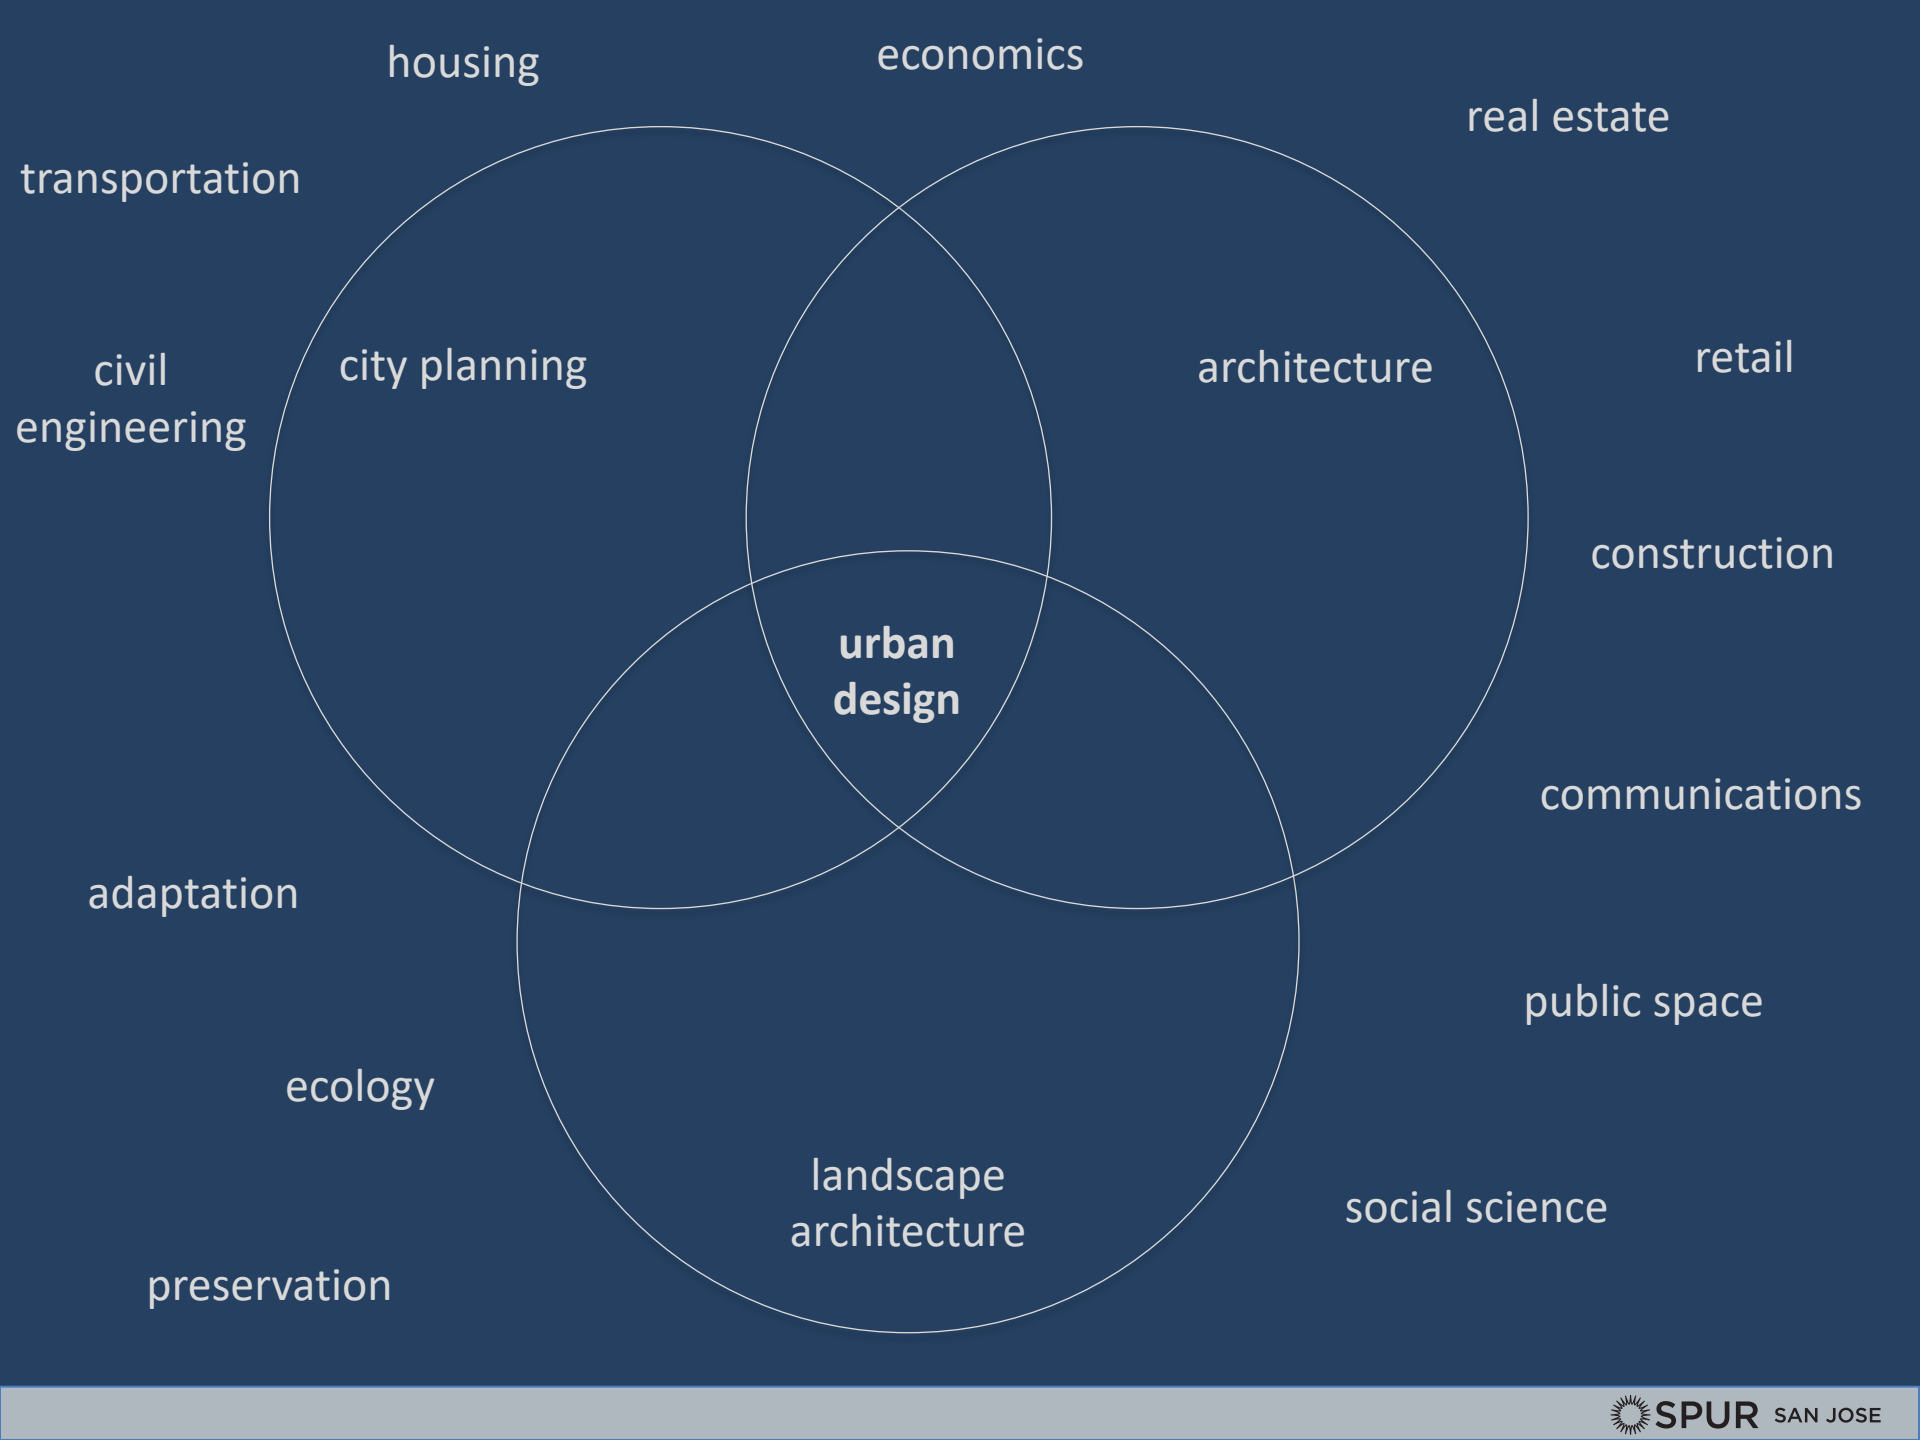 housing
economics
real estate
transportation
civil
engineering
city planning
architecture
retail
construction
urban
design
communications
adaptation
public space
ecology
landscape
architecture
social science
preservation
SPUR SAN JOSE